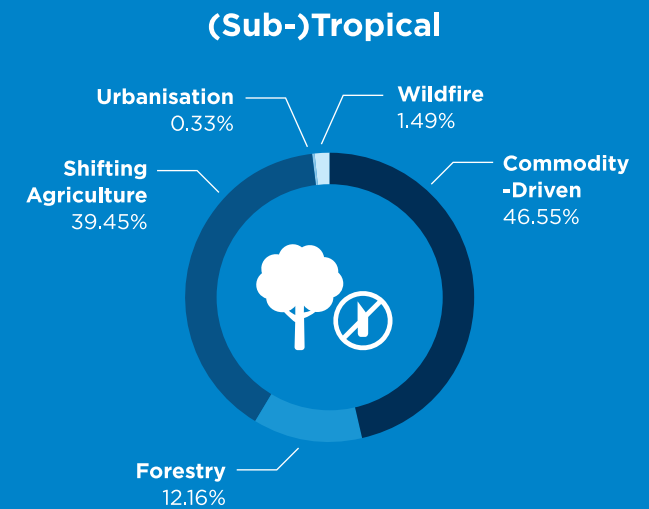 (Sub-)Tropical
Urbanisation
0.33%
Wildfire
1.49%
Shifting
Agriculture
39.45%
Commodity
-Driven
46.55%
Forestry
12.16%